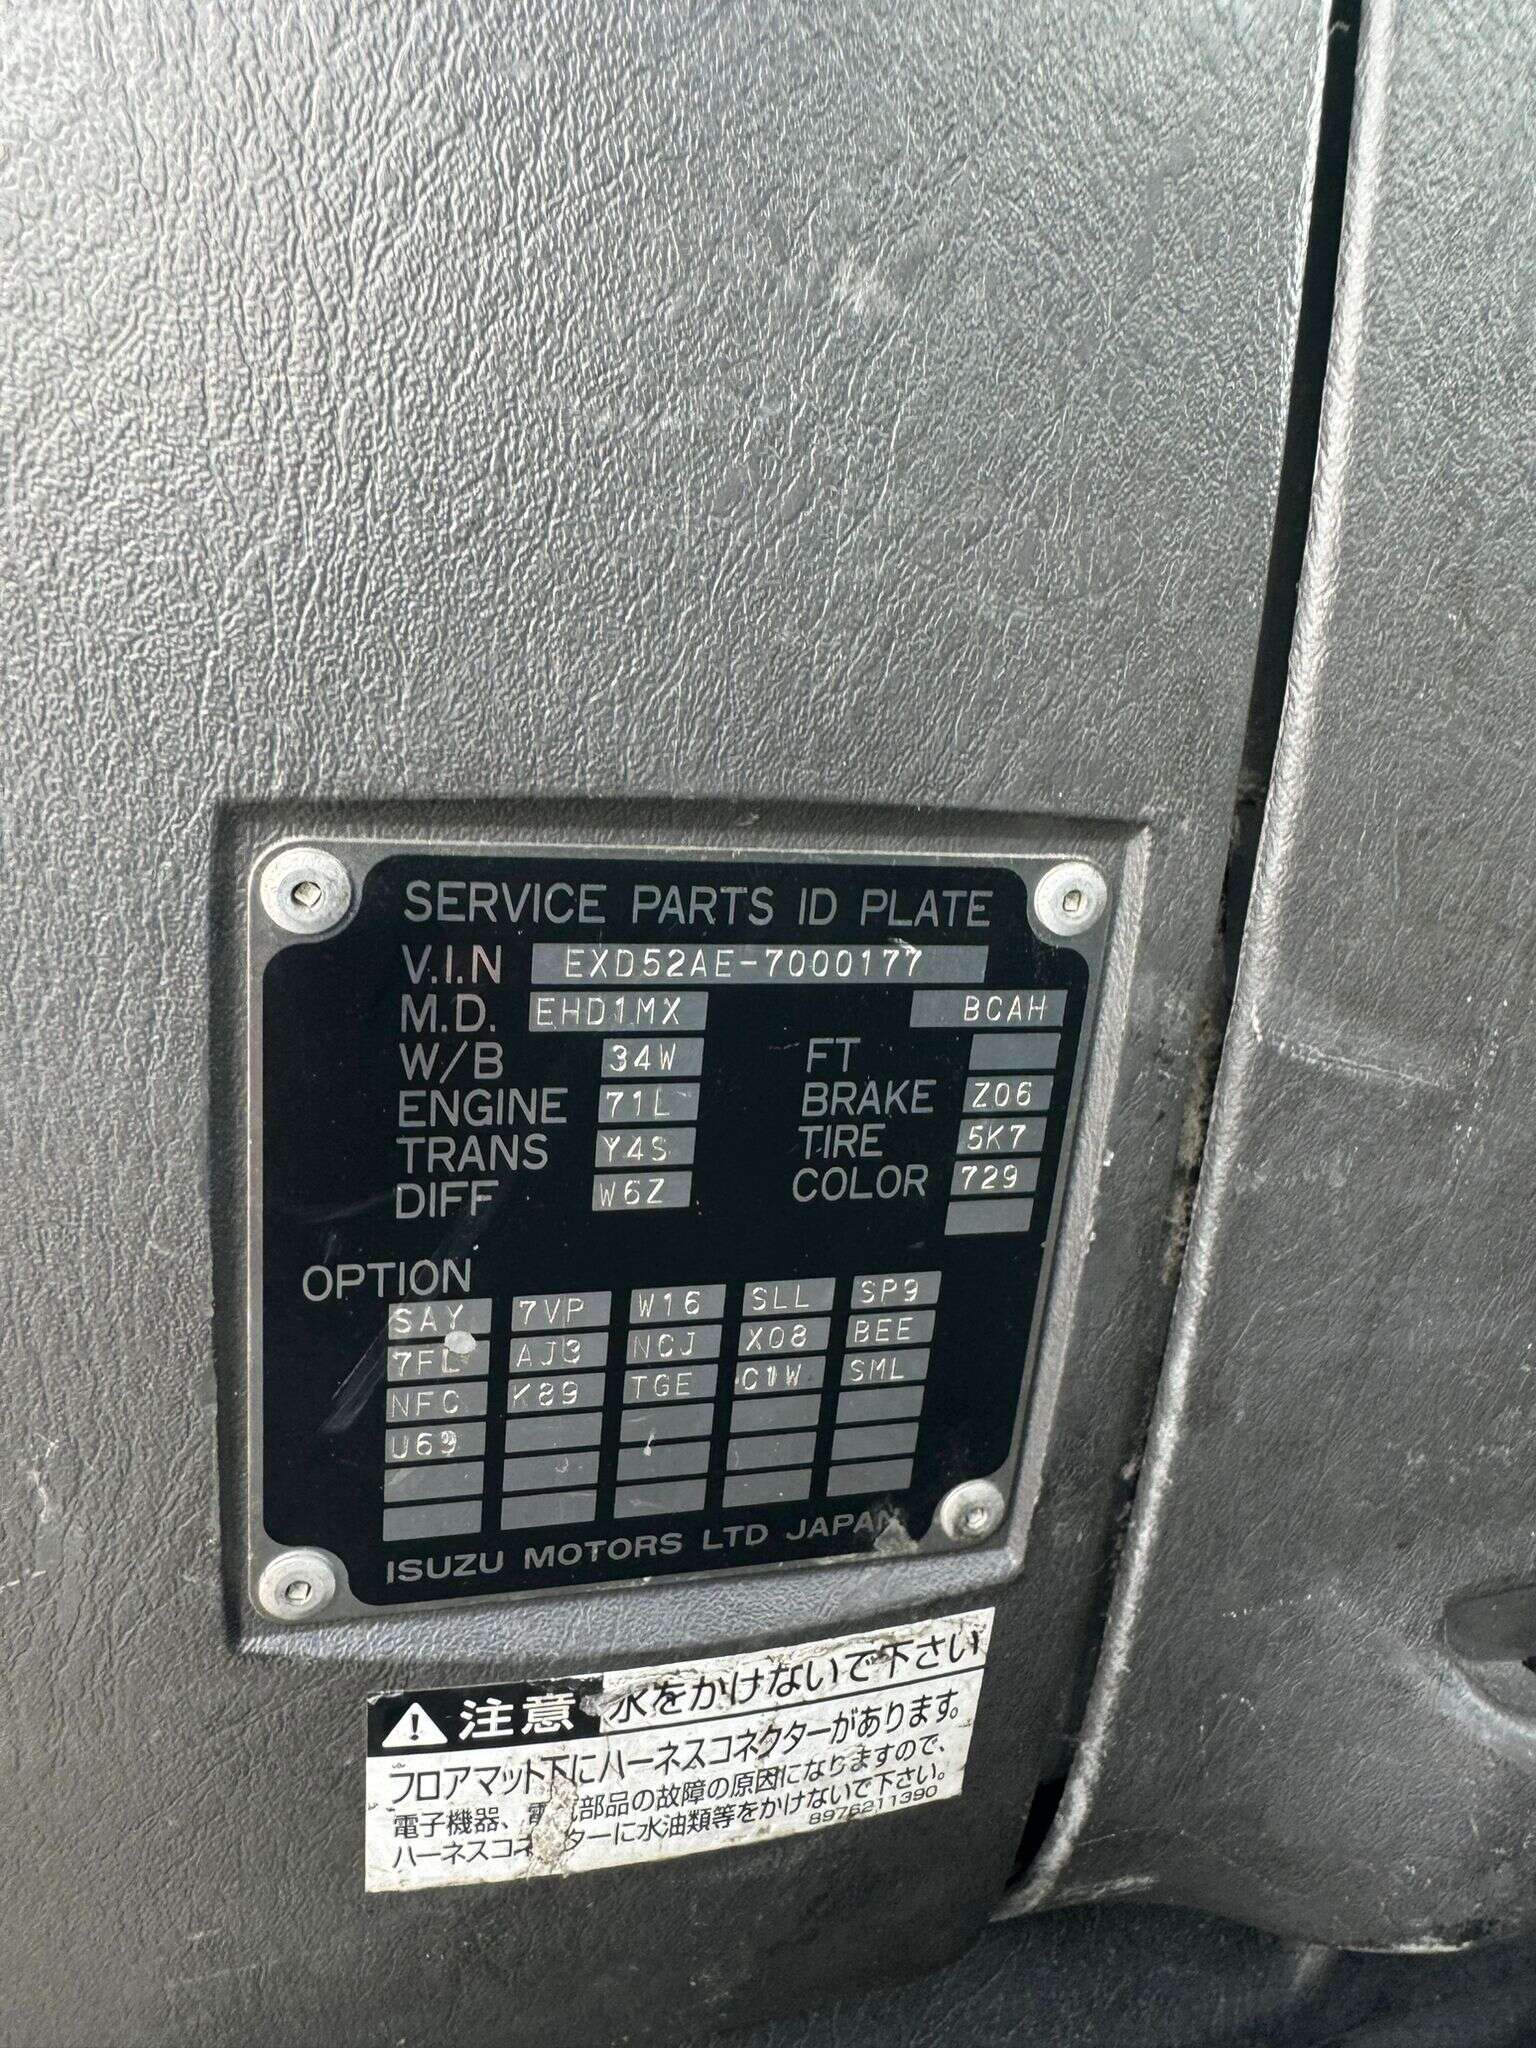 SERVICE PARTS ID PLATE
V.I.N EXD52AE-7000177
M.D. EHD1MX BCAH
W/B 34W FT
ENGINE 71L BRAKE Z06
TRANS Y4S TIRE 5K7
DIFF W6Z COLOR 729
OPTION
SAY 7VP W16 SLL SP9
7FL AJ3 NCJ X08 BEE
NFC K89 TGE C1W SML
U69
ISUZU MOTORS LTD JAPAN
注意 水をかけないで下さい
フロアマット下にハーネスコネクターがあります。
電子機器、電気部品の故障の原因になりますので、
ハーネスコネクターに水油類等をかけないで下さい。
8976211390